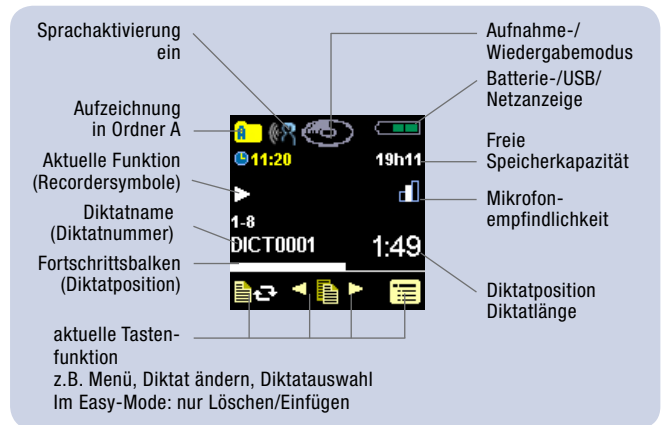 Sprachaktivierung
ein
Aufzeichnung
in Ordner A
Aktuelle Funktion
(Recordersymbole)
Diktatname
(Diktatnummer)
Fortschrittsbalken
(Diktatposition)
A
11:20
19h11
1-8
DICT0001
1:49
Aufnahme-/
Wiedergabemodus
Batterie-/USB/
Netzanzeige
Freie
Speicherkapazität
Mikrofon-
empfindlichkeit
Diktatposition
Diktatlänge
aktuelle Tasten-
funktion
z.B. Menü, Diktat ändern, Diktatauswahl
Im Easy-Mode: nur Löschen/Einfügen